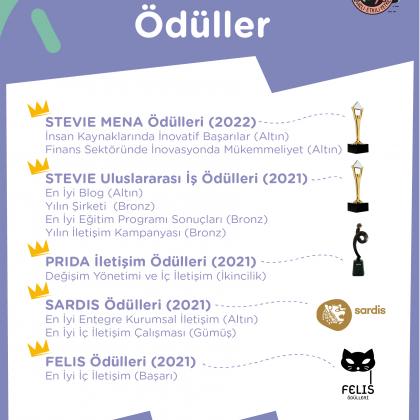 Ödüller
STEVIE MENA Ödülleri (2022)
İnsan Kaynaklarında İnovatif Başarılar (Altın)
Finans Sektöründe İnovasyonda Mükemmeliyet (Altın)
STEVIE Uluslararası İş Ödülleri (2021)
En İyi Blog (Altın)
Yılın Şirketi (Bronz)
En İyi Eğitim Programı Sonuçları (Bronz)
Yılın İletişim Kampanyası (Bronz)
PRIDA İletişim Ödülleri (2021)
Değişim Yönetimi ve İç İletişim (İkincilik)
SARDIS Ödülleri (2021)
En İyi Entegre Kurumsal İletişim (Altın)
En İyi İç İletişim Çalışması (Gümüş)
sardis
FELIS Ödülleri (2021)
En İyi İç İletişim (Başarı)
FELİS
ÖDÜLLERİ